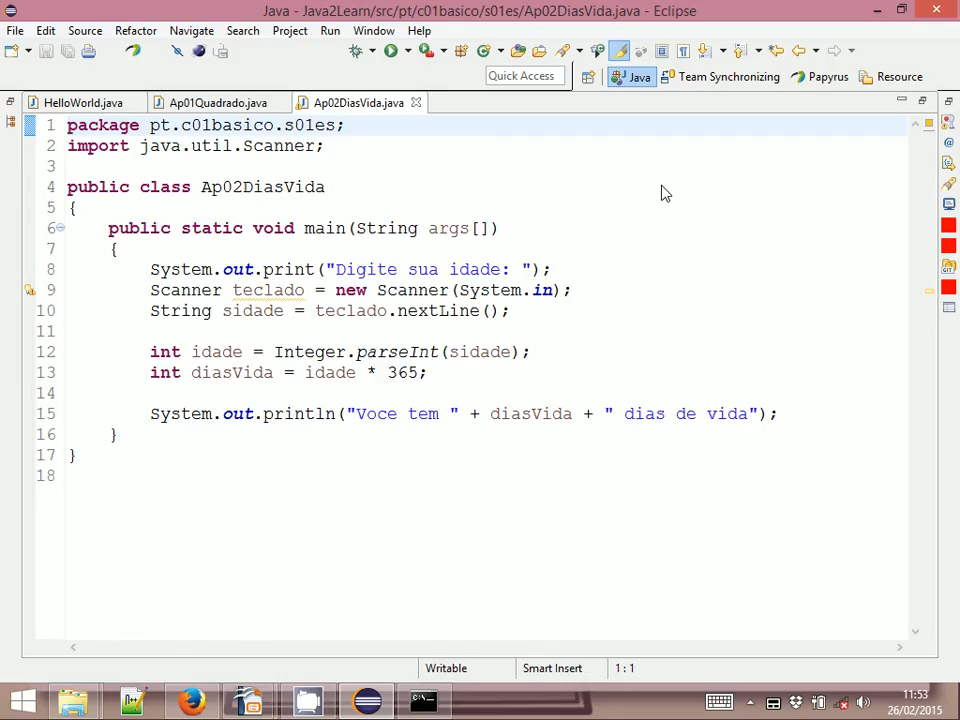 Java - Java2Learn/src/pt/c01basico/s01es/Ap02DiasVida.java - Eclipse
File Edit Source Refactor Navigate Search Project Run Window Help
Quick Access Java Team Synchronizing Papyrus Resource
HelloWorld.java Ap01Quadrado.java Ap02DiasVida.java
1 package pt.c01basico.s01es;
2 import java.util.Scanner;
3
4 public class Ap02DiasVida
5 {
6 public static void main(String args[])
7 {
8 System.out.print("Digite sua idade: ");
9 Scanner teclado = new Scanner(System.in);
10 String sidade = teclado.nextLine();
11
12 int idade = Integer.parseInt(sidade);
13 int diasVida = idade * 365;
14
15 System.out.println("Voce tem " + diasVida + " dias de vida");
16 }
17 }
18
Writable Smart Insert 1 : 1
11:53
26/02/2015